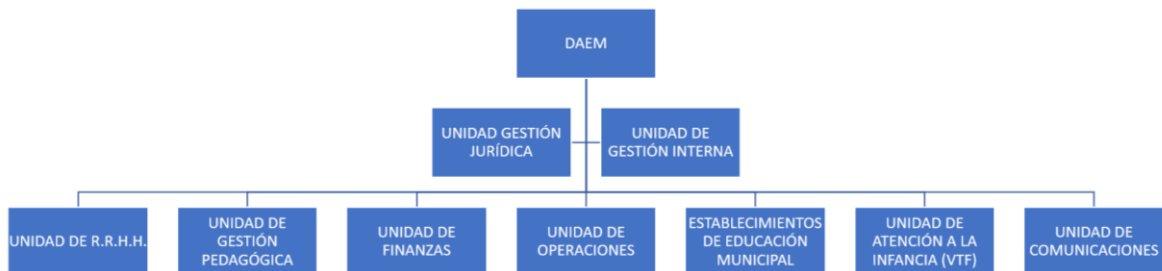 DAEM
UNIDAD GESTIÓN
JURÍDICA
UNIDAD DE
GESTIÓN INTERNA
UNIDAD DE R.R.H.H.
UNIDAD DE
GESTIÓN
PEDAGÓGICA
UNIDAD DE
FINANZAS
UNIDAD DE
OPERACIONES
ESTABLECIMIENTOS
DE EDUCACIÓN
MUNICIPAL
UNIDAD DE
ATENCIÓN A LA
INFANCIA (VTF)
UNIDAD DE
COMUNICACIONES